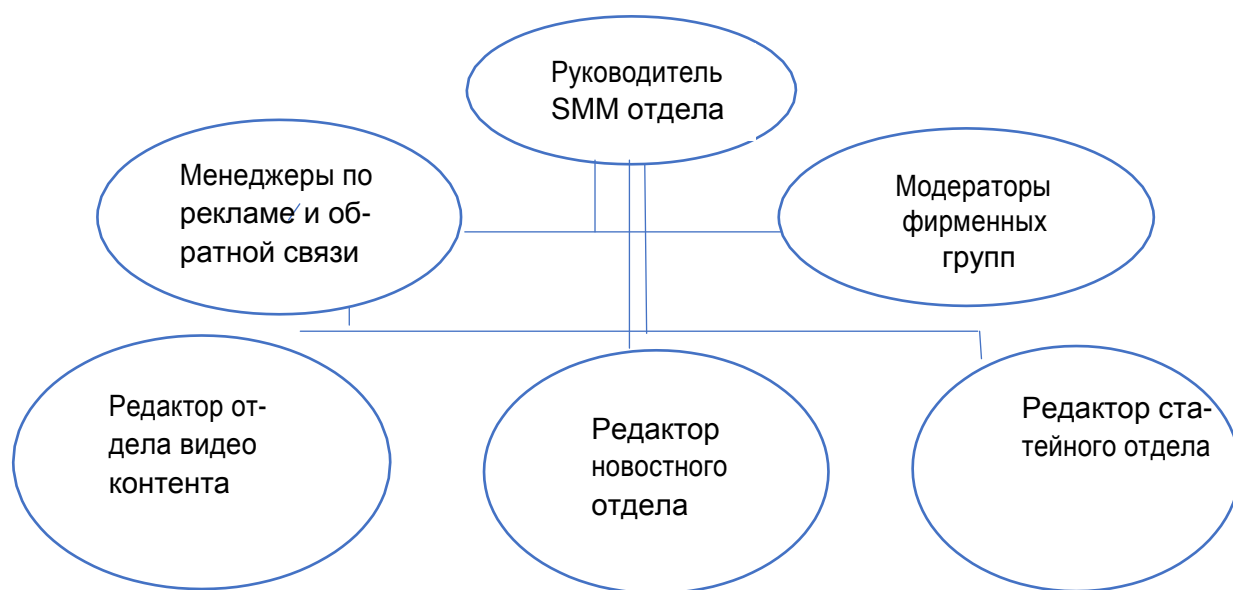 Руководитель
SMM отдела
Менеджеры по
рекламе и об-
ратной связи
Модераторы
фирменных
групп
Редактор от-
дела видео
контента
Редактор
новостного
отдела
Редактор ста-
тейного отдела